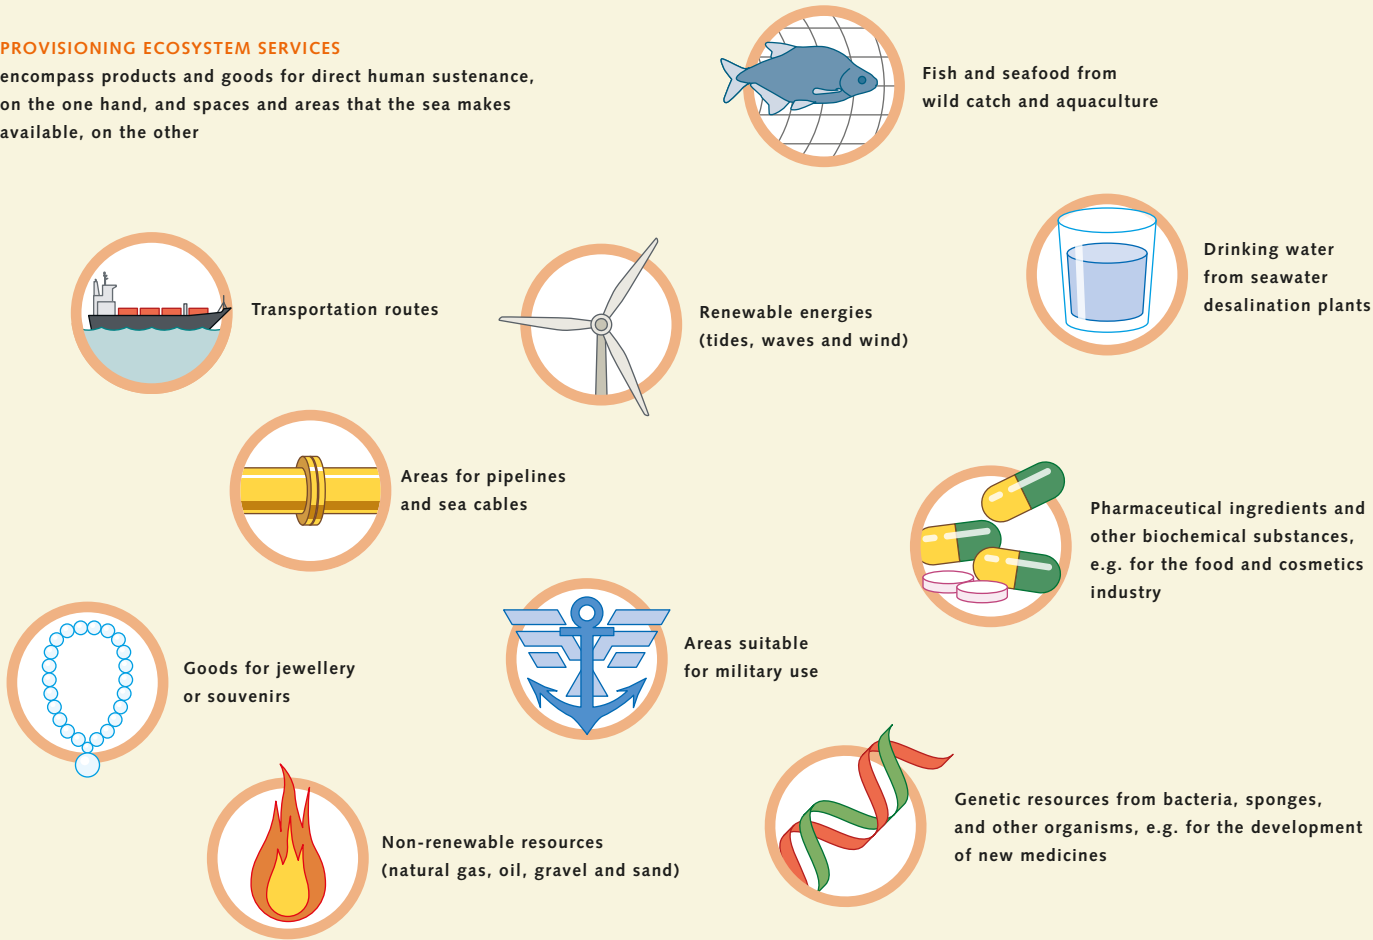 PROVISIONING ECOSYSTEM SERVICES
encompass products and goods for direct human sustenance,
on the one hand, and spaces and areas that the sea makes
available, on the other
Fish and seafood from
wild catch and aquaculture
Drinking water
from seawater
desalination plants
Transportation routes
Renewable energies
(tides, waves and wind)
Areas for pipelines
and sea cables
Pharmaceutical ingredients and
other biochemical substances,
e.g. for the food and cosmetics
industry
Goods for jewellery
or souvenirs
Areas suitable
for military use
Non-renewable resources
(natural gas, oil, gravel and sand)
Genetic resources from bacteria, sponges,
and other organisms, e.g. for the development
of new medicines